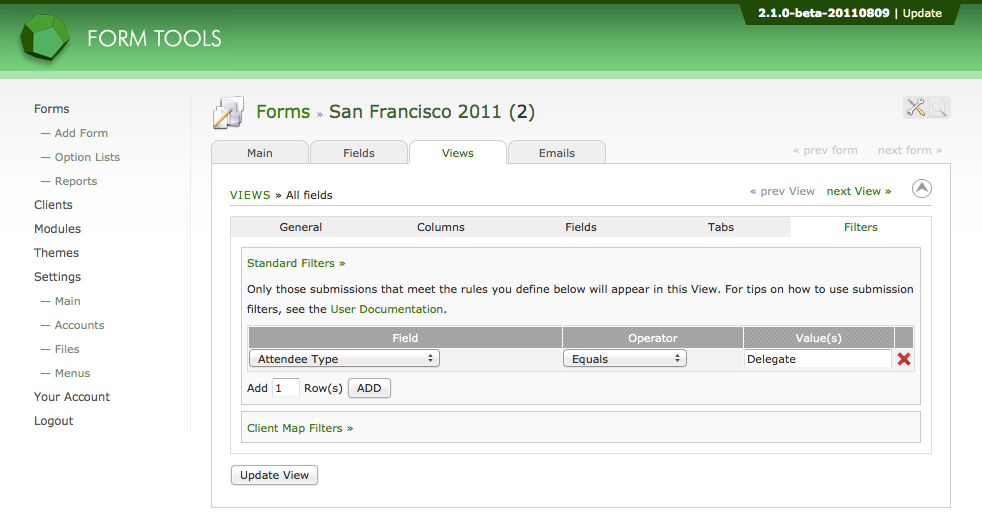 2.1.0-beta-20110809 | Update
FORM TOOLS
Forms
— Add Form
— Option Lists
— Reports
Clients
Modules
Themes
Settings
— Main
— Accounts
— Files
— Menus
Your Account
Logout
Forms » San Francisco 2011 (2)
Main Fields Views Emails
« prev form next form »
VIEWS » All fields
« prev View next View »
General Columns Fields Tabs Filters
Standard Filters »
Only those submissions that meet the rules you define below will appear in this View. For tips on how to use submission
filters, see the User Documentation.
Field Operator Value(s)
Attendee Type Equals Delegate
Add 1 Row(s) ADD
Client Map Filters »
Update View